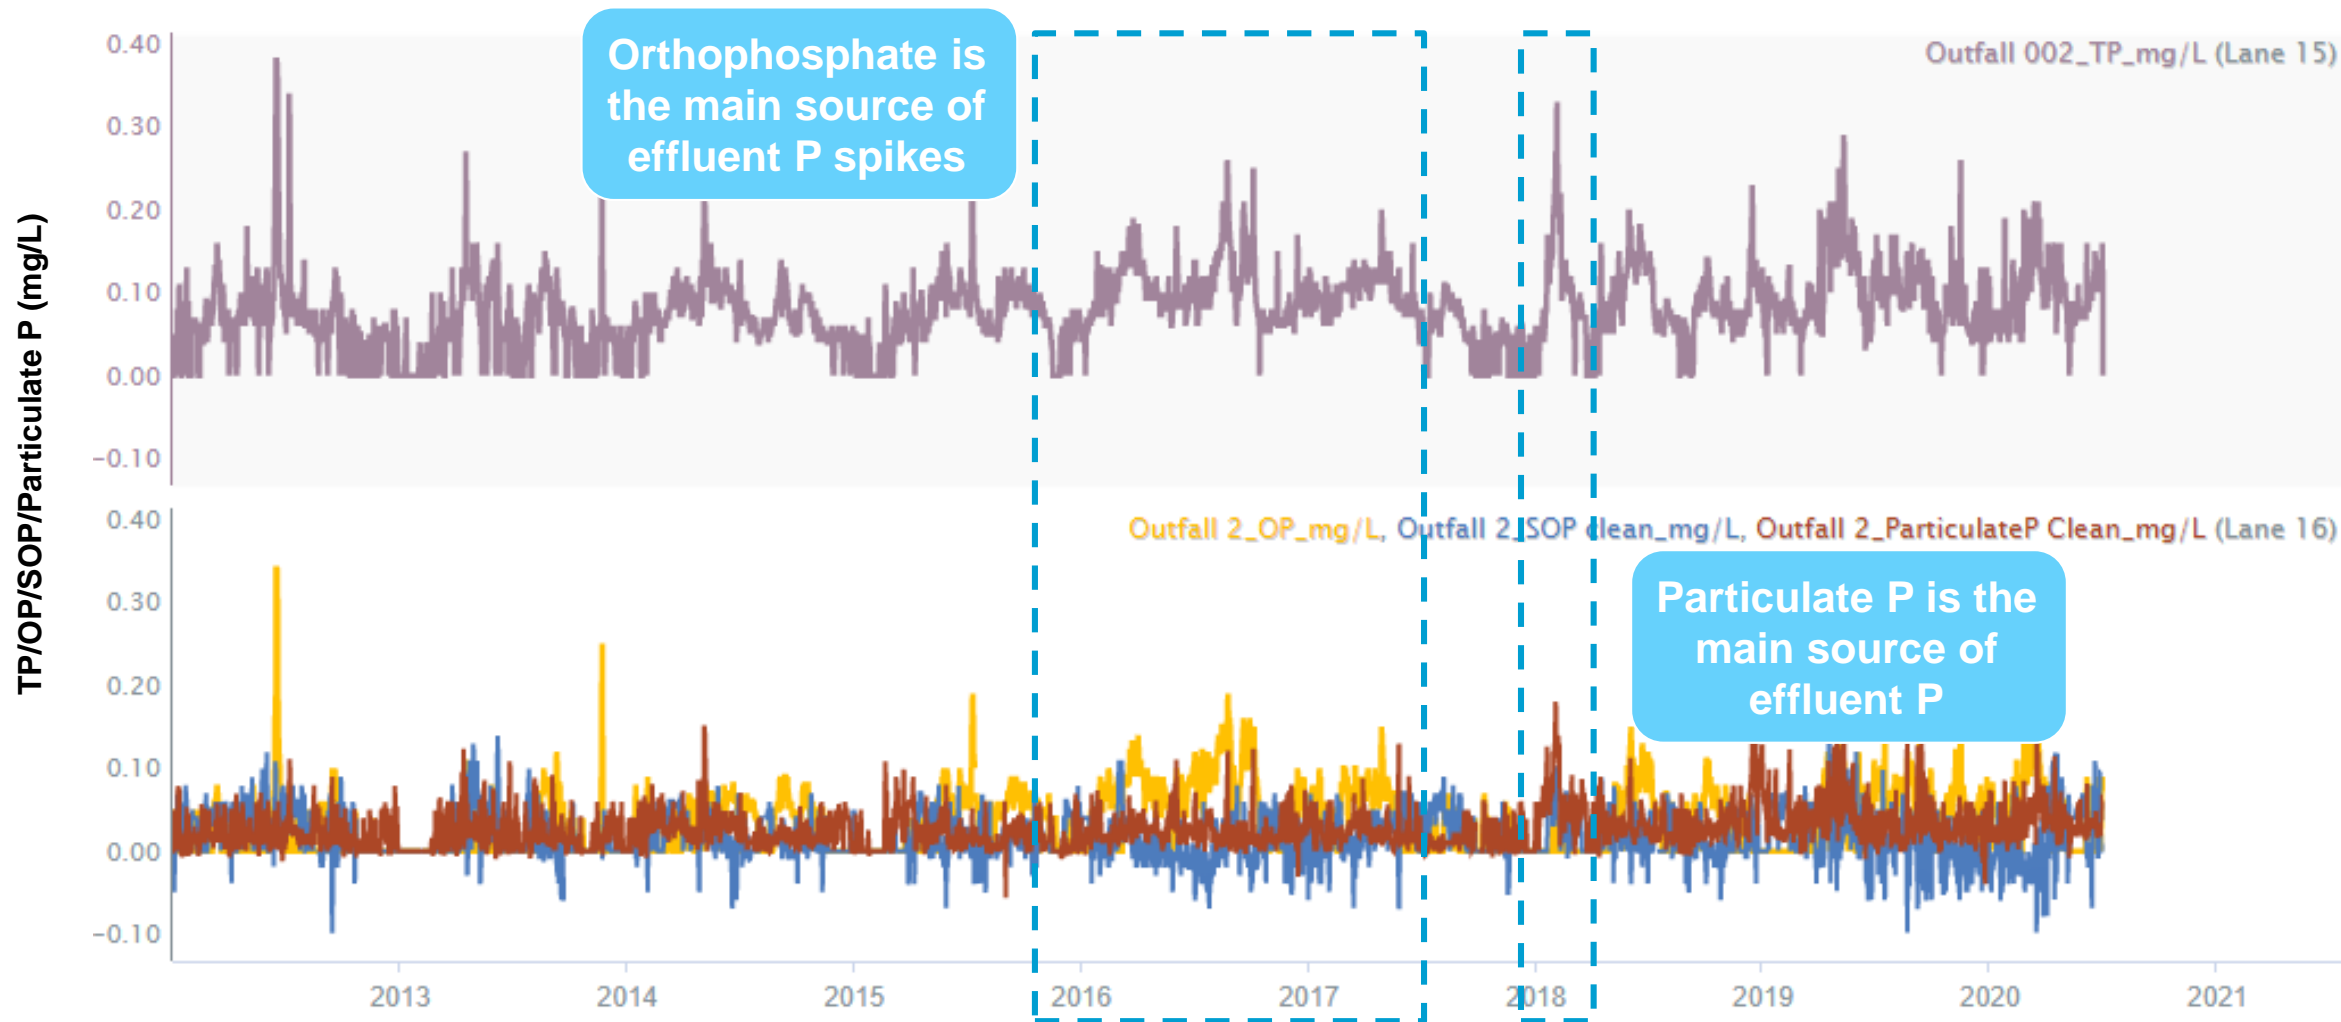 Orthophosphate is
the main source of
effluent P spikes
Outfall 002_TP_mg/L (Lane 15)
TP/OP/SOP/Particulate P (mg/L)
0.40
0.30
0.20
0.10
0.00
−0.10
Outfall 2_OP_mg/L, Outfall 2_SOP clean_mg/L, Outfall 2_ParticulateP Clean_mg/L (Lane 16)
Particulate P is the
main source of
effluent P
0.40
0.30
0.20
0.10
0.00
−0.10
2013 2014 2015 2016 2017 2018 2019 2020 2021